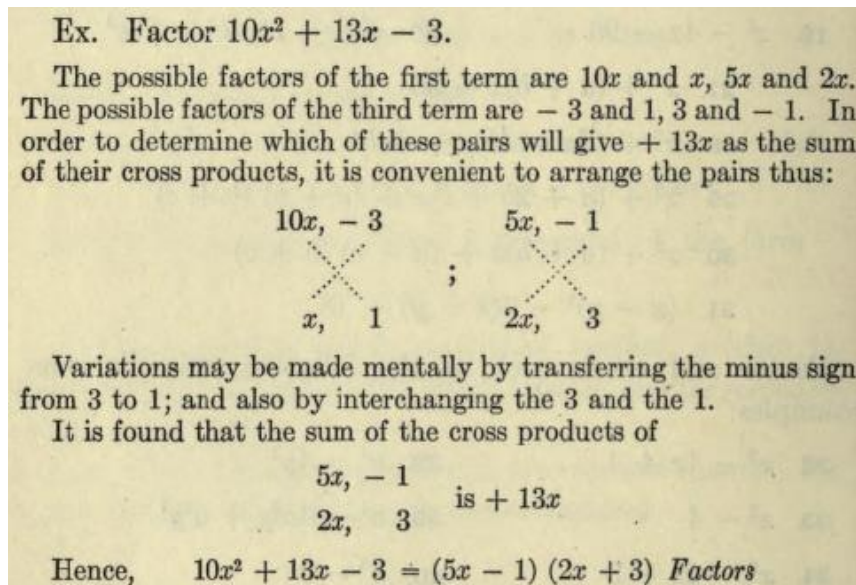 Ex. Factor 10x² + 13x − 3.
The possible factors of the first term are 10x and x, 5x and 2x.
The possible factors of the third term are − 3 and 1, 3 and − 1. In
order to determine which of these pairs will give + 13x as the sum
of their cross products, it is convenient to arrange the pairs thus:
10x, − 3 5x, − 1
;
x, 1 2x, 3
Variations may be made mentally by transferring the minus sign
from 3 to 1; and also by interchanging the 3 and the 1.
It is found that the sum of the cross products of
5x, − 1
is + 13x
2x, 3
Hence, 10x² + 13x − 3 = (5x − 1) (2x + 3) Factors